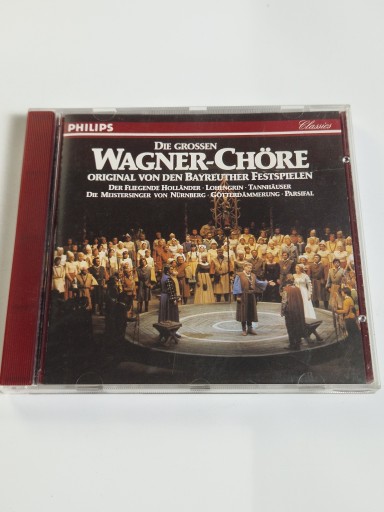 PHILIPS
Classics
DIE GROSSEN
WAGNER-CHÖRE
ORIGINAL VON DEN BAYREUTHER FESTSPIELEN
DER FLIEGENDE HOLLÄNDER · LOHENGRIN · TANNHÄUSER
DIE MEISTERSINGER VON NÜRNBERG · GÖTTERDÄMMERUNG · PARSIFAL